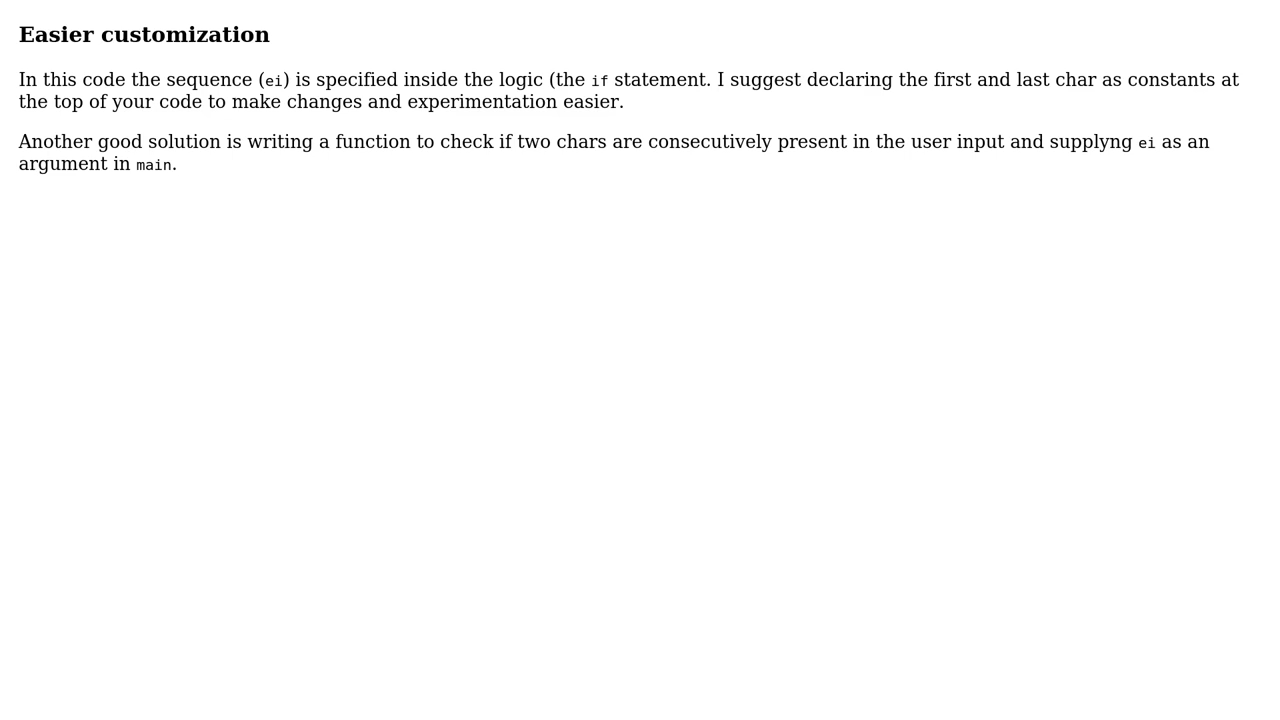 Easier customization
In this code the sequence (ei) is specified inside the logic (the if statement. I suggest declaring the first and last char as constants at
the top of your code to make changes and experimentation easier.
Another good solution is writing a function to check if two chars are consecutively present in the user input and supplyng ei as an
argument in main.